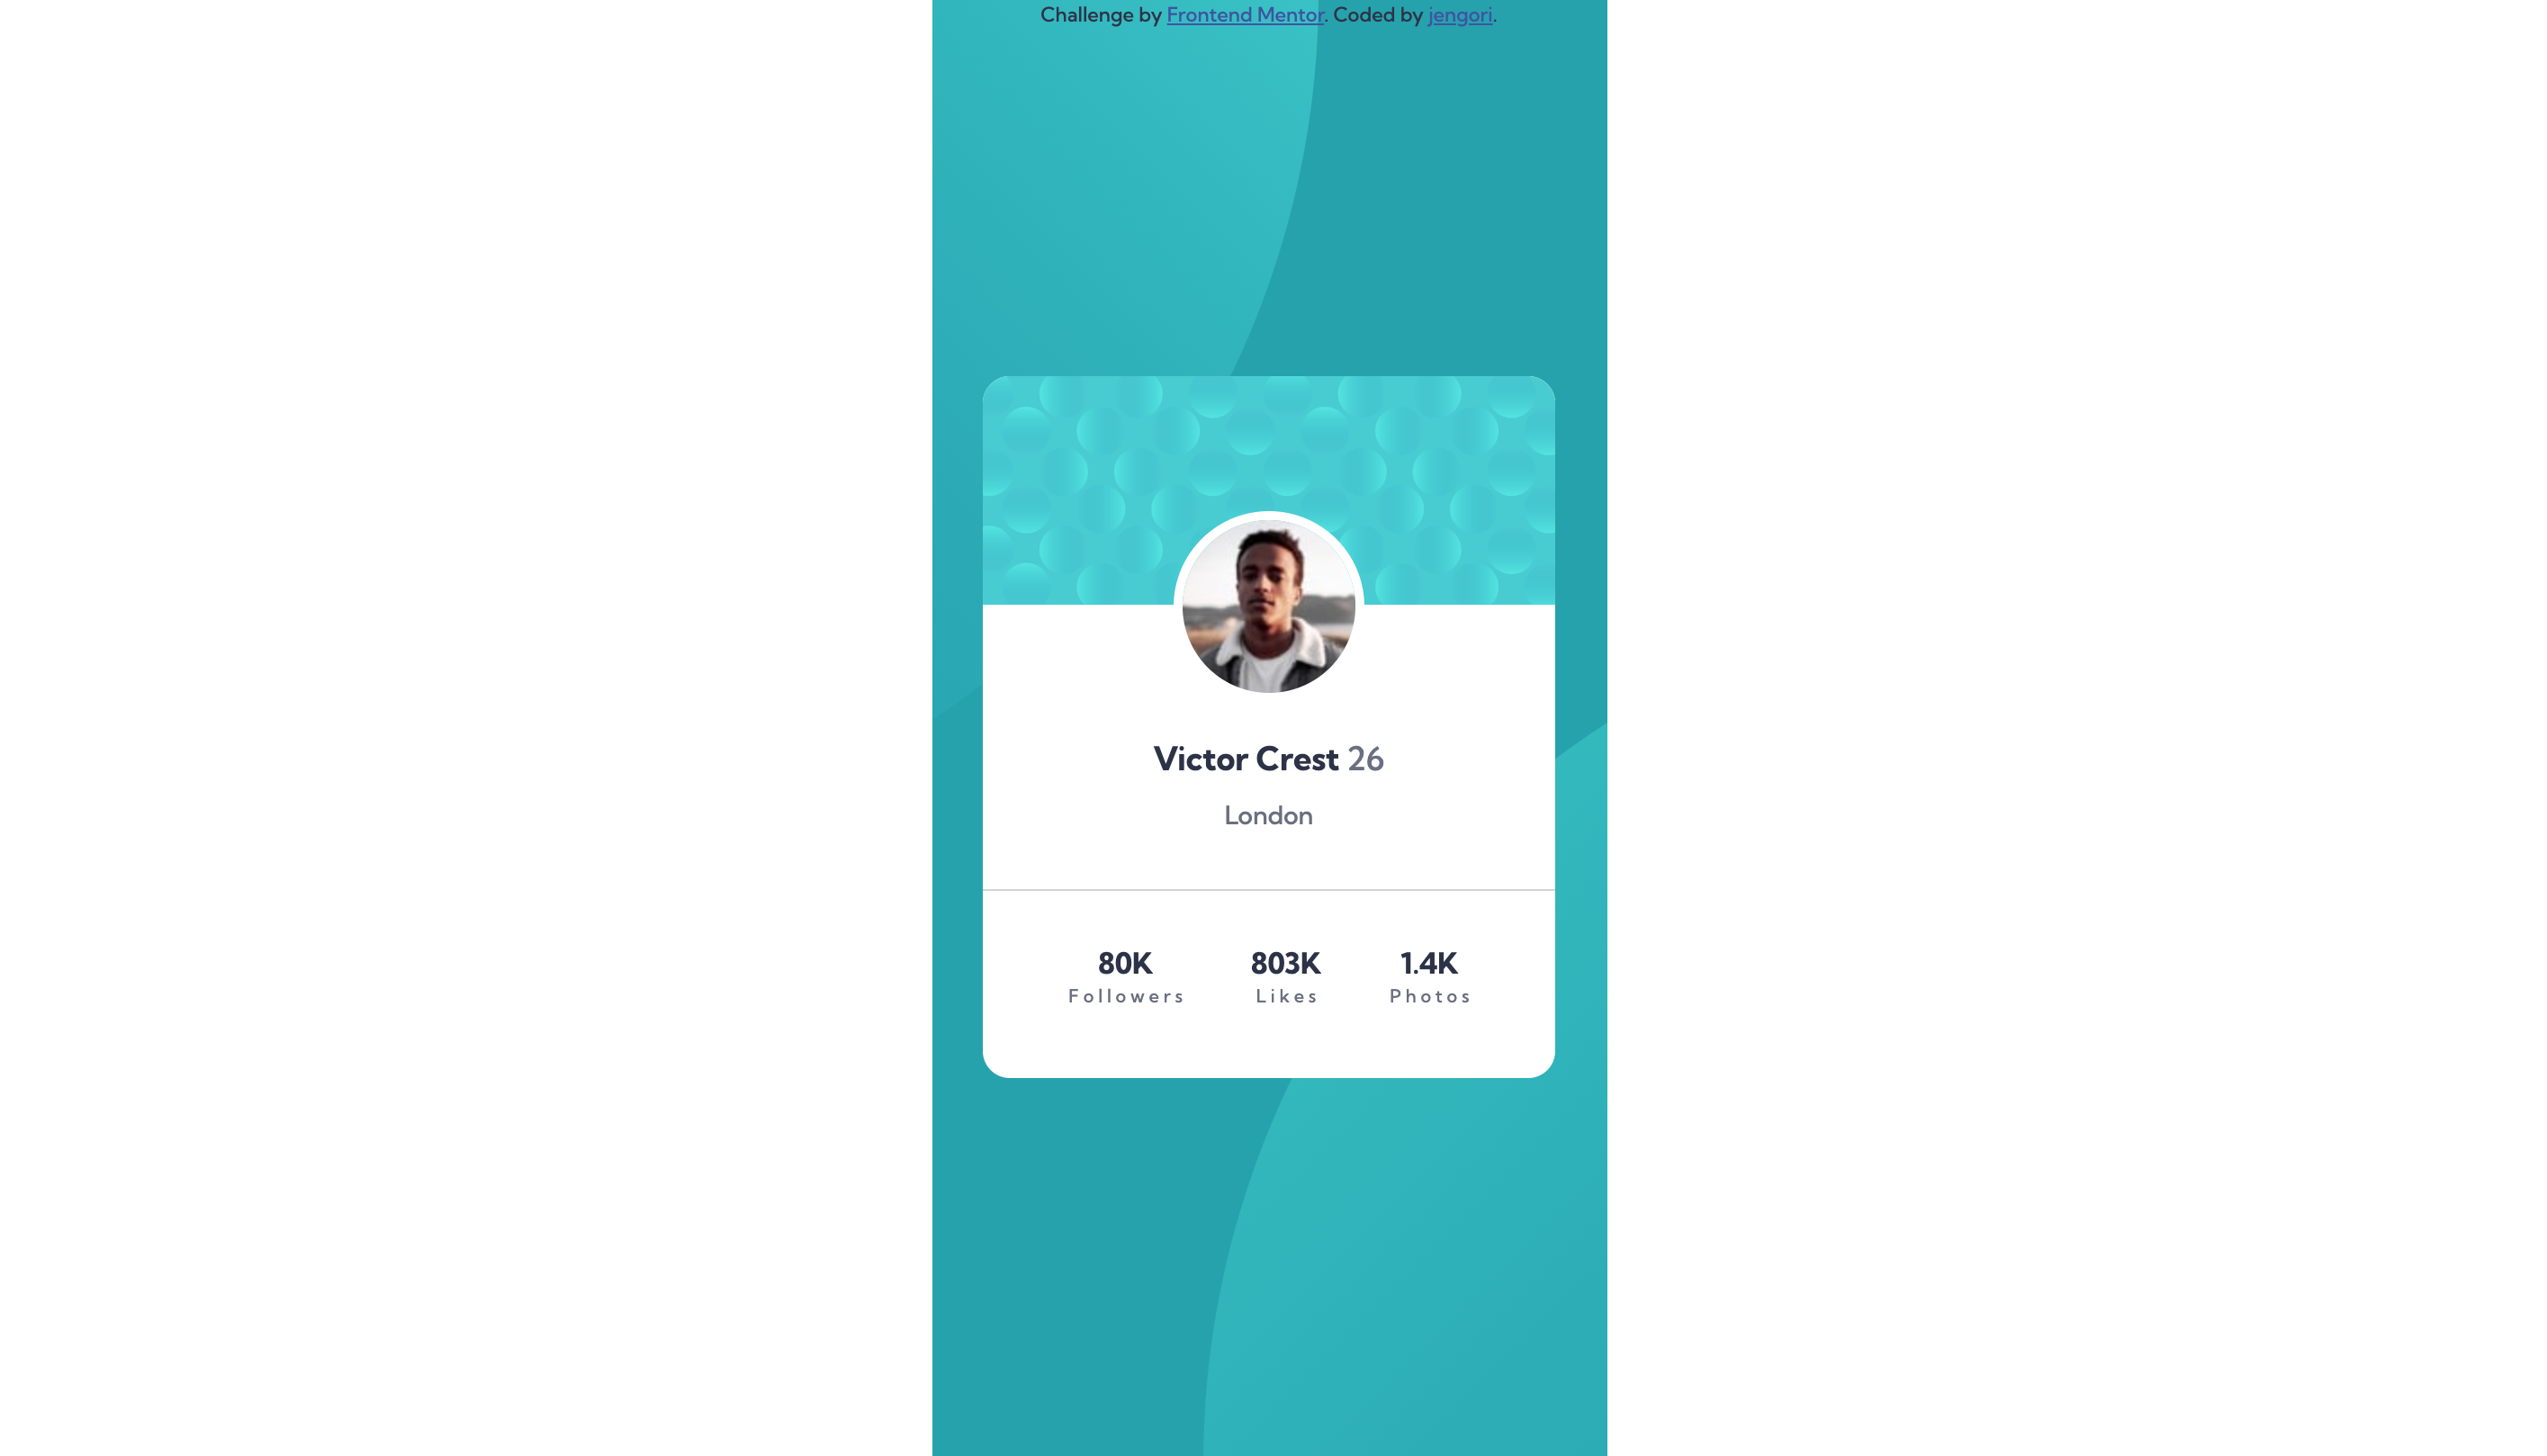 Challenge by Frontend Mentor. Coded by jengori.
Victor Crest 26
London
80K 803K 1.4K
Followers Likes Photos